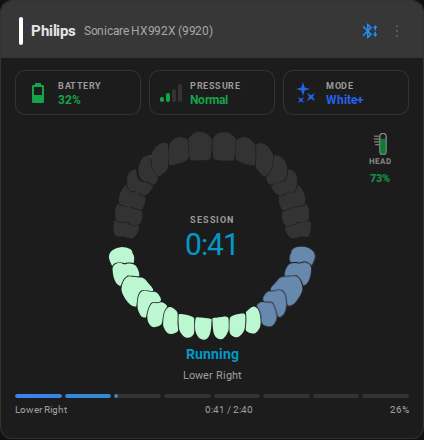 Philips Sonicare HX992X (9920)
BATTERY
32%
PRESSURE
Normal
MODE
White+
HEAD
73%
SESSION
0:41
Running
Lower Right
Lower Right 0:41 / 2:40 26%